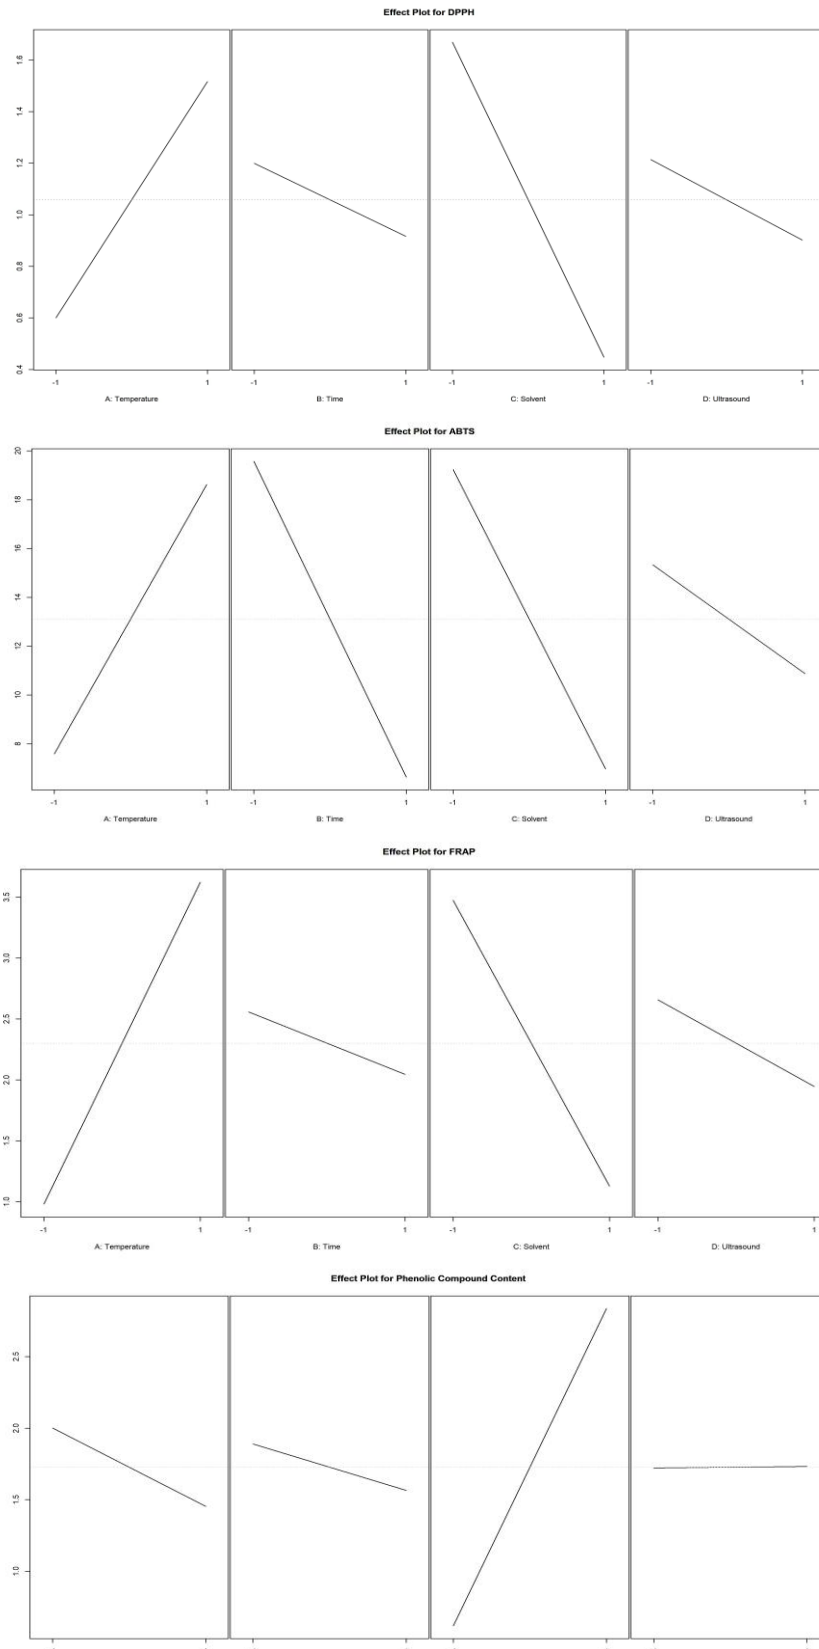 Effect Plot for DPPH
1.6
1.4
1.2
1.0
0.8
0.6
0.4
-1 1 -1 1 -1 1 -1 1
A: Temperature B: Time C: Solvent D: Ultrasound
Effect Plot for ABTS
20
18
16
14
12
10
8
-1 1 -1 1 -1 1 -1 1
A: Temperature B: Time C: Solvent D: Ultrasound
Effect Plot for FRAP
3.5
3.0
2.5
2.0
1.5
1.0
-1 1 -1 1 -1 1 -1 1
A: Temperature B: Time C: Solvent D: Ultrasound
Effect Plot for Phenolic Compound Content
2.5
2.0
1.5
1.0